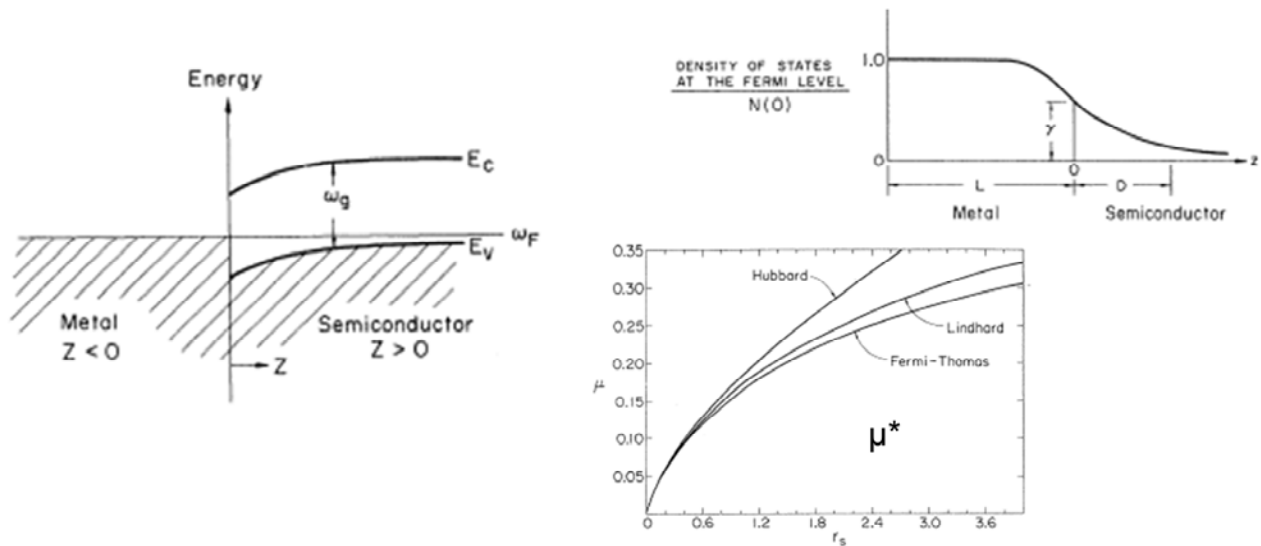 Energy
E_c
ω_g
ω_F
E_v
Metal
Z < 0
Semiconductor
Z > 0
Z
DENSITY OF STATES
AT THE FERMI LEVEL
N(O)
1.0
γ
0
0
z
L
D
Metal
Semiconductor
0.35
0.30
0.25
0.20
0.15
0.10
0.05
μ
Hubbard
Lindhard
Fermi-Thomas
μ*
0
0.6
1.2
1.8
2.4
3.0
3.6
r_s